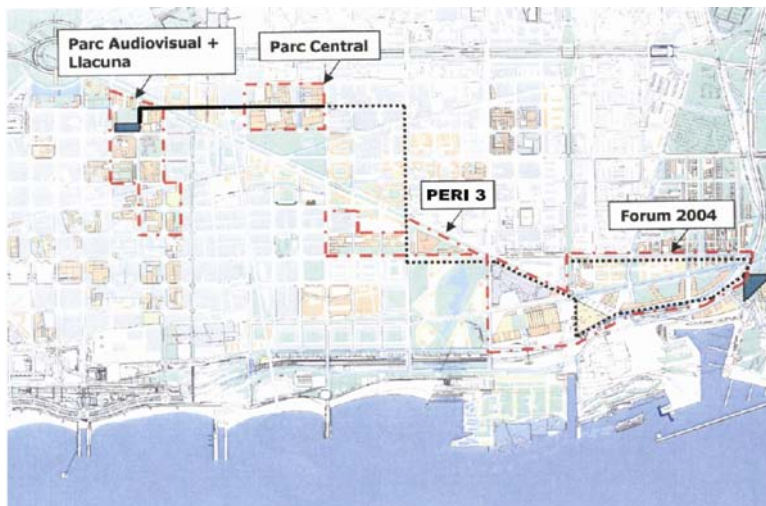 Parc Audiovisual +
Llacuna
Parc Central
PERI 3
Forum 2004